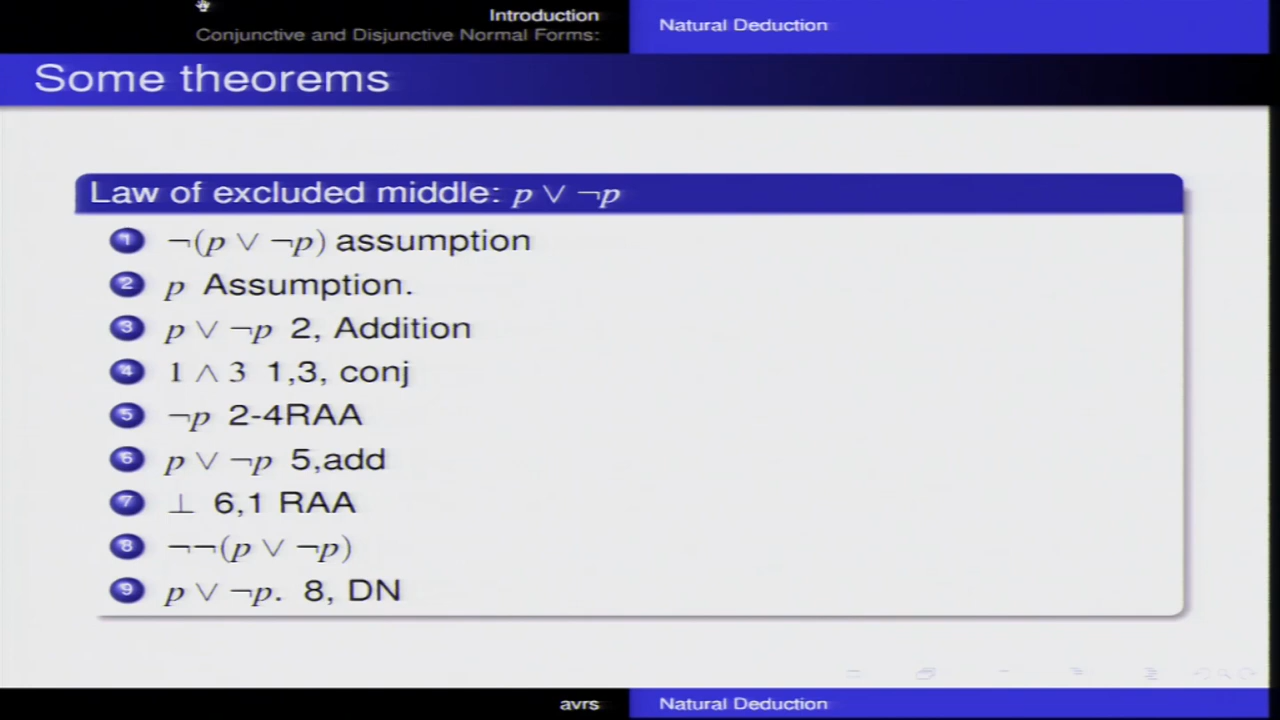 Introduction
Conjunctive and Disjunctive Normal Forms:
Natural Deduction
Some theorems
Law of excluded middle: p ∨ ¬p
1 ¬(p ∨ ¬p) assumption
2 p Assumption.
3 p ∨ ¬p 2, Addition
4 1 ∧ 3 1,3, conj
5 ¬p 2-4RAA
6 p ∨ ¬p 5,add
7 ⊥ 6,1 RAA
8 ¬¬(p ∨ ¬p)
9 p ∨ ¬p. 8, DN
avrs
Natural Deduction